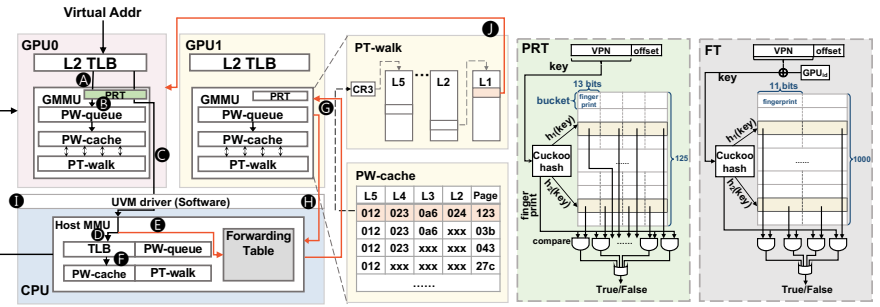 Virtual Addr
GPU0
L2 TLB
A
PRT
GMMU
B
PW-queue
PW-cache
PT-walk
C
GPU1
L2 TLB
PRT
GMMU
PW-queue
PW-cache
PT-walk
G
J
PT-walk
CR3
L5
L2
L1
PW-cache
L5 L4 L3 L2 Page
012 023 0a6 024 123
012 023 0a6 xxx 03b
012 023 xxx xxx 043
012 xxx xxx xxx 27c
......
I
UVM driver (Software)
H
Host MMU
D
E
TLB
PW-queue
F
PW-cache
PT-walk
Forwarding
Table
CPU
PRT
VPN
offset
key
13 bits
bucket
finger
print
h₁(key)
Cuckoo
hash
h₂(key)
......
125
finger
print
compare
......
True/False
FT
VPN
offset
key
GPUid
11 bits
fingerprint
h₁(key)
Cuckoo
hash
h₂(key)
......
1000
True/False